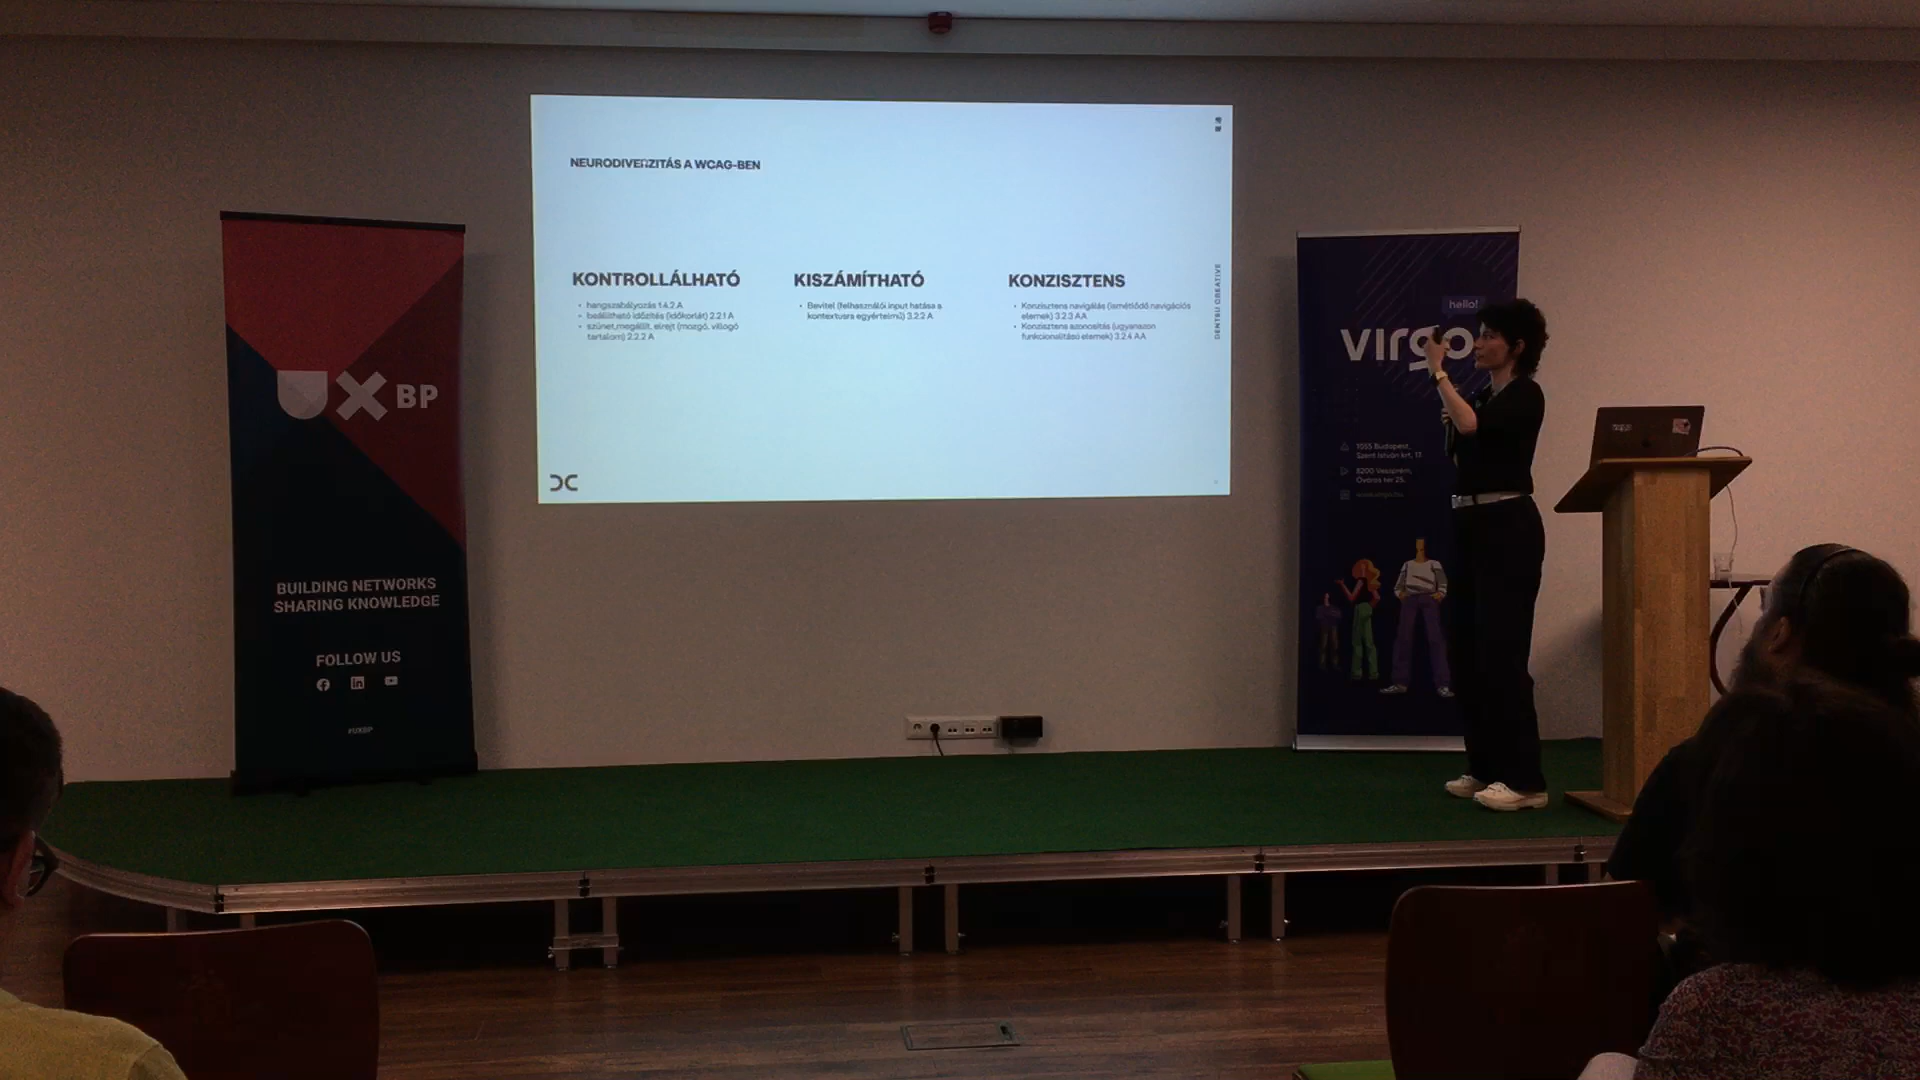 NEURODIVERZITÁS A WCAG-BEN
KONTROLLÁLHATÓ
• hangszabályozás 1.4.2 A
• beállítható időzítés (időkorlát) 2.2.1 A
• szünet,megállít, elrejt (mozgó, villogó
tartalom) 2.2.2 A
KISZÁMÍTHATÓ
• Bevitel (felhasználói input hatása a
kontextusra egyértelmű) 3.2.2 A
KONZISZTENS
• Konzisztens navigálás (ismétlődő navigációs
elemek) 3.2.3 AA
• Konzisztens azonosítás (ugyanazon
funkcionalitású elemek) 3.2.4 AA
DENTSU CREATIVE
UX BP
BUILDING NETWORKS
SHARING KNOWLEDGE
FOLLOW US
#UXBP
hello!
virgo
1055 Budapest,
Szent István krt. 17.
8200 Veszprém,
Óváros tér 25.
virgo